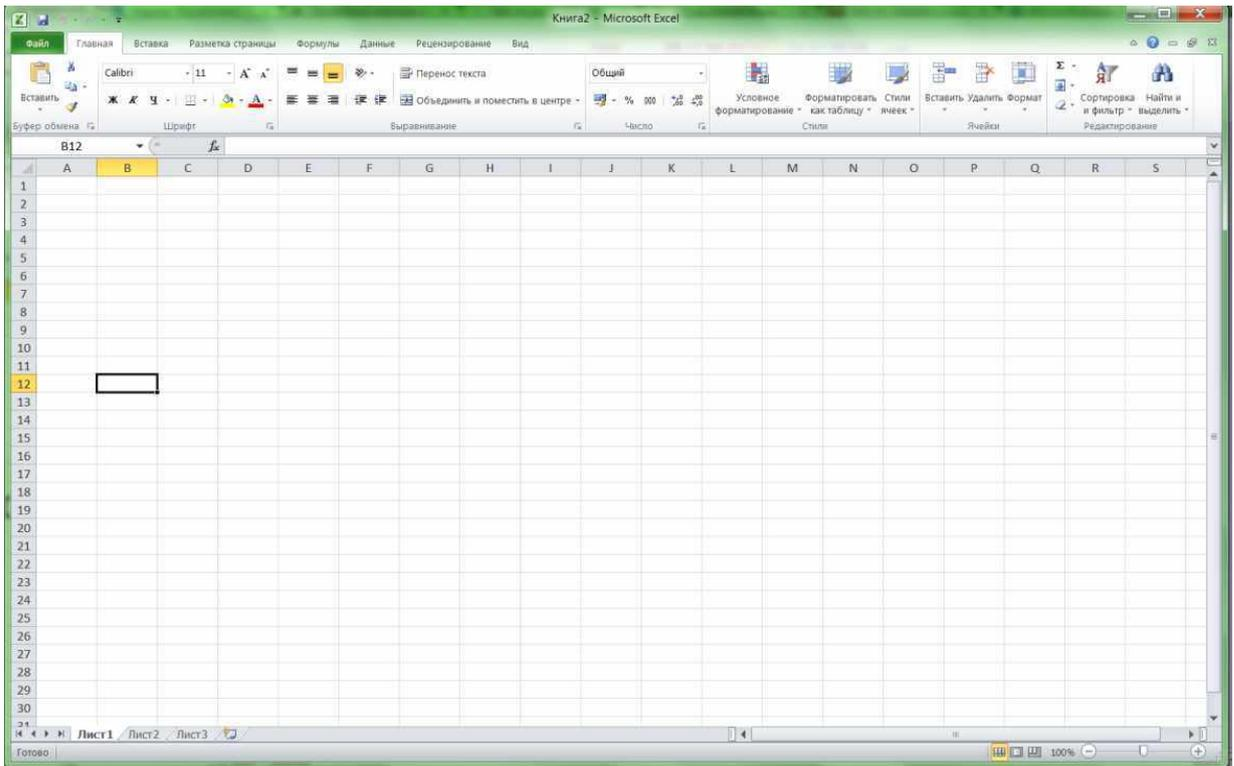 Книга2 - Microsoft Excel
Файл Главная Вставка Разметка страницы Формулы Данные Рецензирование Вид
Вставить
Буфер обмена
Calibri 11
Ж К Ч
Шрифт
Перенос текста
Объединить и поместить в центре
Выравнивание
Общий
% 000
Число
Условное форматирование
Форматировать как таблицу
Стили ячеек
Стили
Вставить Удалить Формат
Ячейки
Σ
Сортировка и фильтр
Найти и выделить
Редактирование
B12 fx
A B C D E F G H I J K L M N O P Q R S
1
2
3
4
5
6
7
8
9
10
11
12
13
14
15
16
17
18
19
20
21
22
23
24
25
26
27
28
29
30
31
Лист1 Лист2 Лист3
Готово 100%